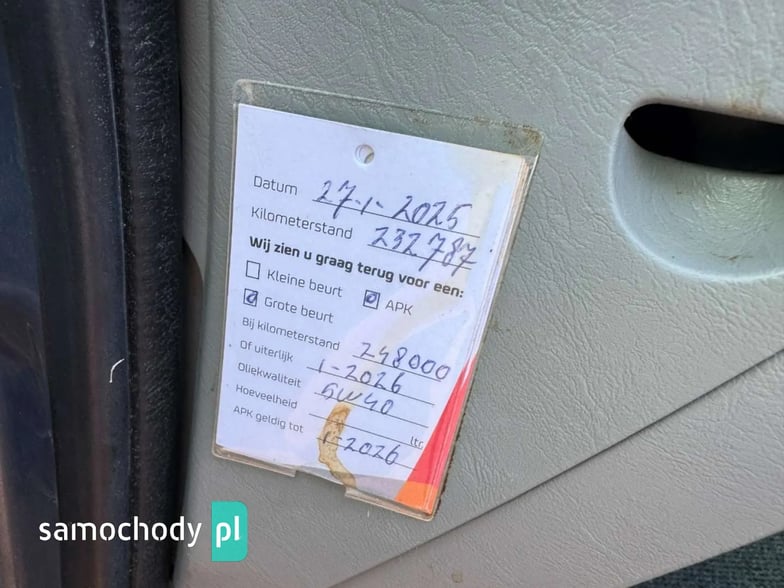 Datum 27-1-2025
Kilometerstand 232787
Wij zien u graag terug voor een:
Kleine beurt APK
Grote beurt
Bij kilometerstand 248000
Of uiterlijk 1-2026
Oliekwaliteit 5W40
Hoeveelheid ltr
APK geldig tot 1-2026
samochody pl